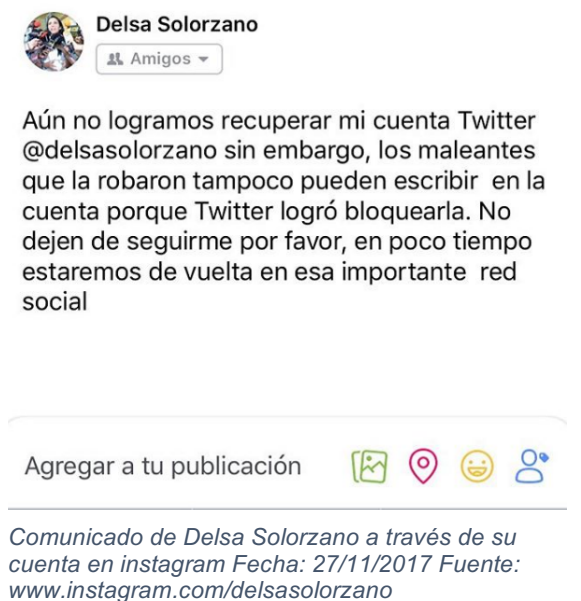 Delsa Solorzano
Amigos
Aún no logramos recuperar mi cuenta Twitter
@delsasolorzano sin embargo, los maleantes
que la robaron tampoco pueden escribir en la
cuenta porque Twitter logró bloquearla. No
dejen de seguirme por favor, en poco tiempo
estaremos de vuelta en esa importante red
social
Agregar a tu publicación
Comunicado de Delsa Solorzano a través de su
cuenta en instagram Fecha: 27/11/2017 Fuente:
www.instagram.com/delsasolorzano